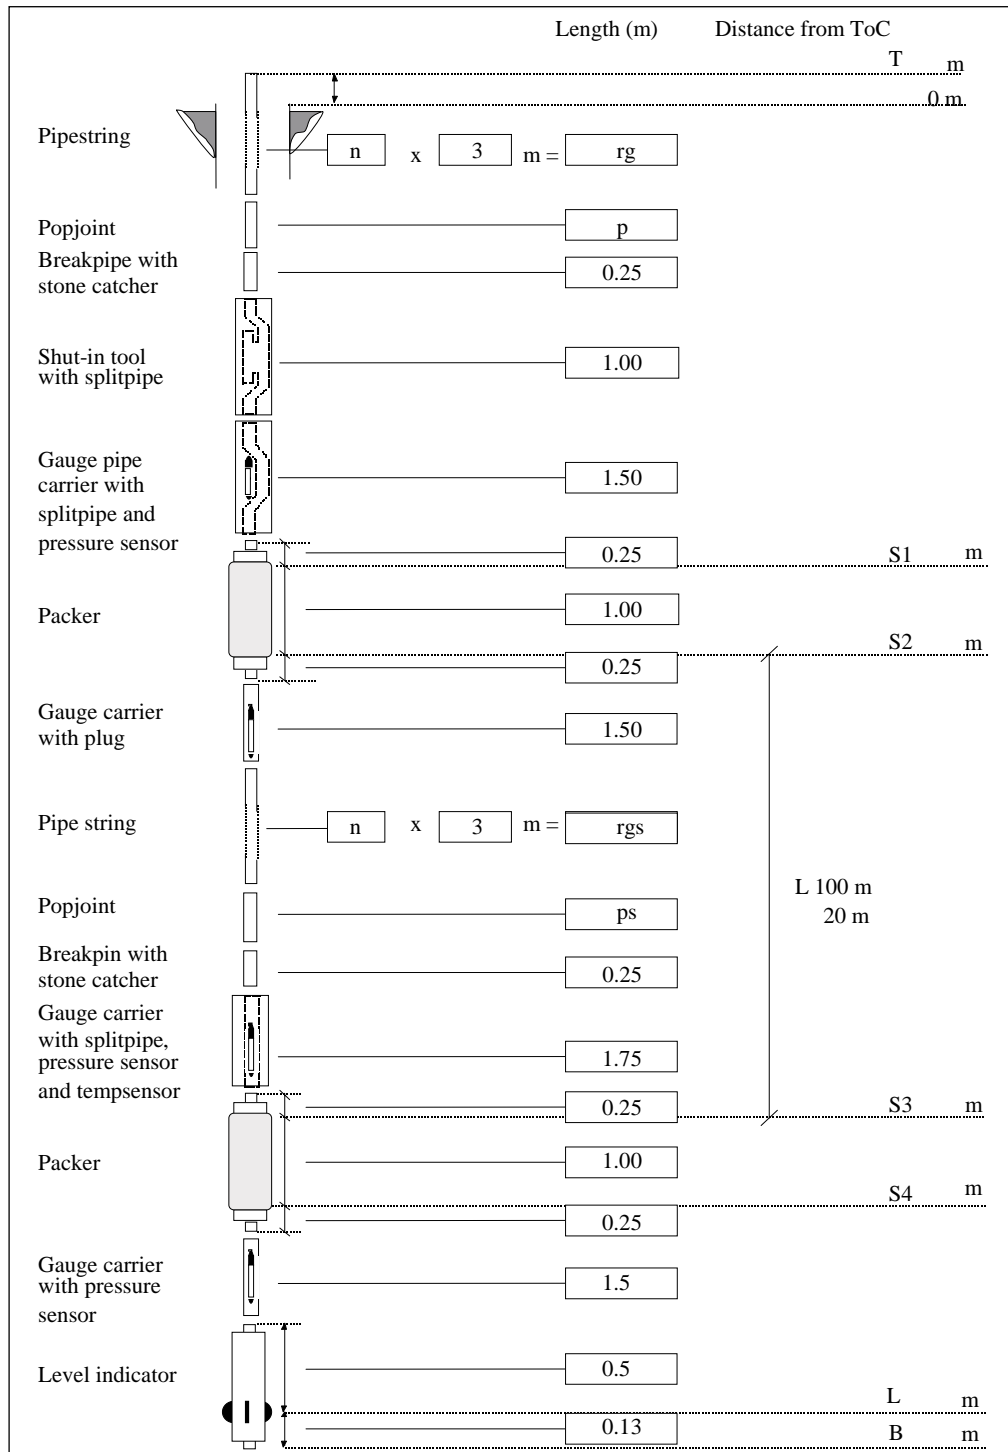 Length (m) Distance from ToC
T m
0 m
Pipestring n x 3 m = rg
Popjoint p
Breakpipe with
stone catcher 0.25
Shut-in tool
with splitpipe 1.00
Gauge pipe
carrier with
splitpipe and
pressure sensor 1.50
0.25 S1 m
Packer 1.00
S2 m
0.25
Gauge carrier
with plug 1.50
Pipe string n x 3 m = rgs
L 100 m
20 m
Popjoint ps
Breakpin with
stone catcher 0.25
Gauge carrier
with splitpipe,
pressure sensor
and tempsensor 1.75
0.25 S3 m
Packer 1.00
S4 m
0.25
Gauge carrier
with pressure
sensor 1.5
Level indicator 0.5
L m
0.13 B m